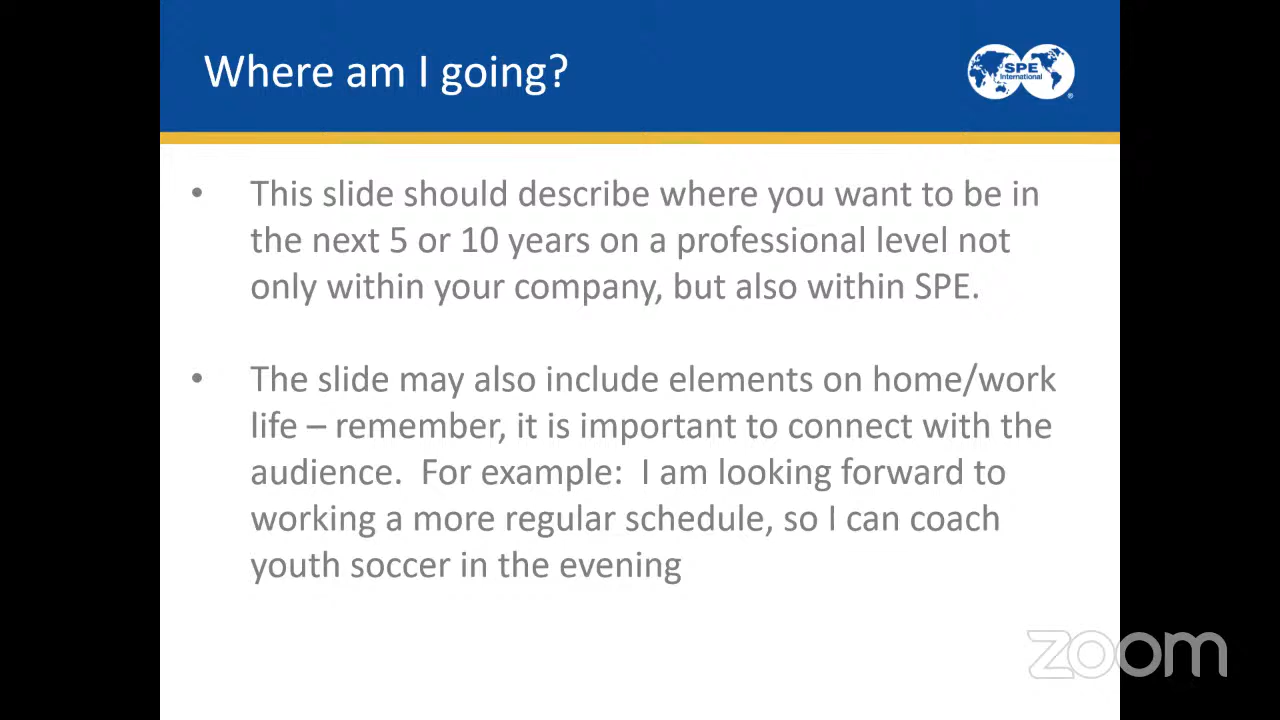 Where am I going?
SPE
International
• This slide should describe where you want to be in
the next 5 or 10 years on a professional level not
only within your company, but also within SPE.
• The slide may also include elements on home/work
life – remember, it is important to connect with the
audience.  For example:  I am looking forward to
working a more regular schedule, so I can coach
youth soccer in the evening
zoom